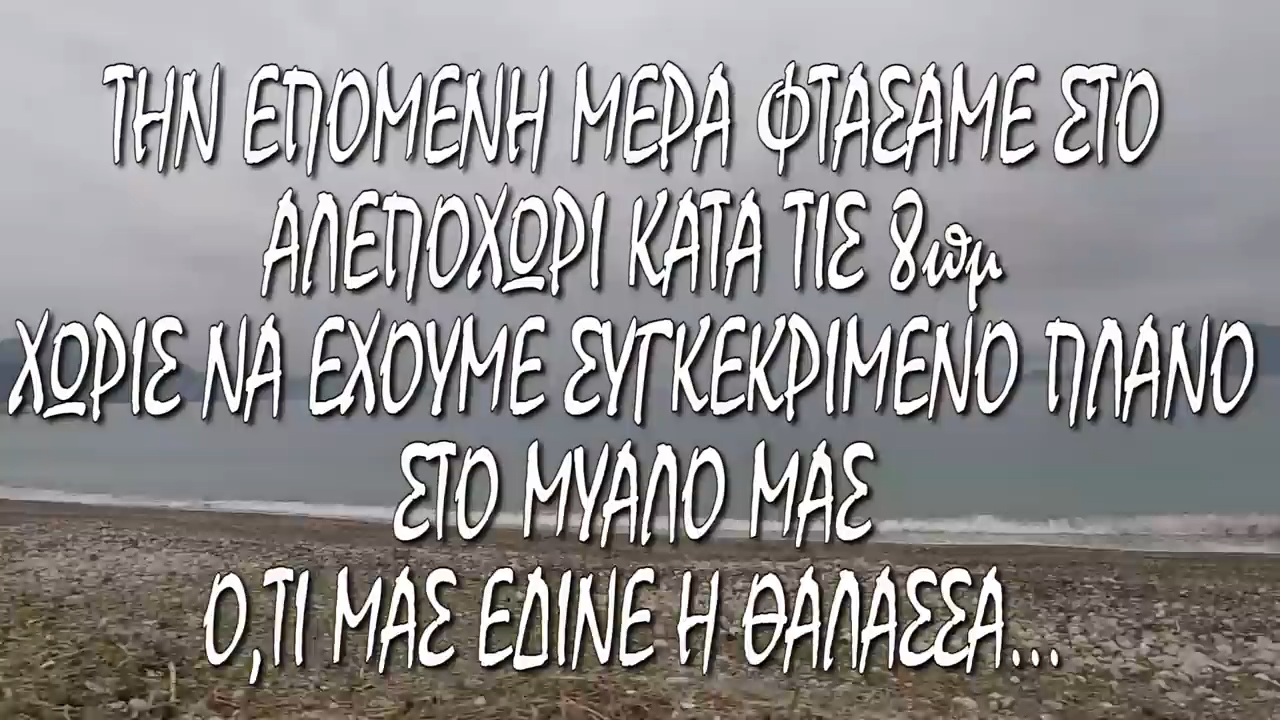 ΤΗΝ ΕΠΟΜΕΝΗ ΜΕΡΑ ΦΤΑΣΑΜΕ ΣΤΟ
ΑΛΕΠΟΧΩΡΙ ΚΑΤΑ ΤΙΣ 8πμ
ΧΩΡΙΣ ΝΑ ΕΧΟΥΜΕ ΣΥΓΚΕΚΡΙΜΕΝΟ ΠΛΑΝΟ
ΣΤΟ ΜΥΑΛΟ ΜΑΣ
Ο,ΤΙ ΜΑΣ ΕΔΙΝΕ Η ΘΑΛΑΣΣΑ...